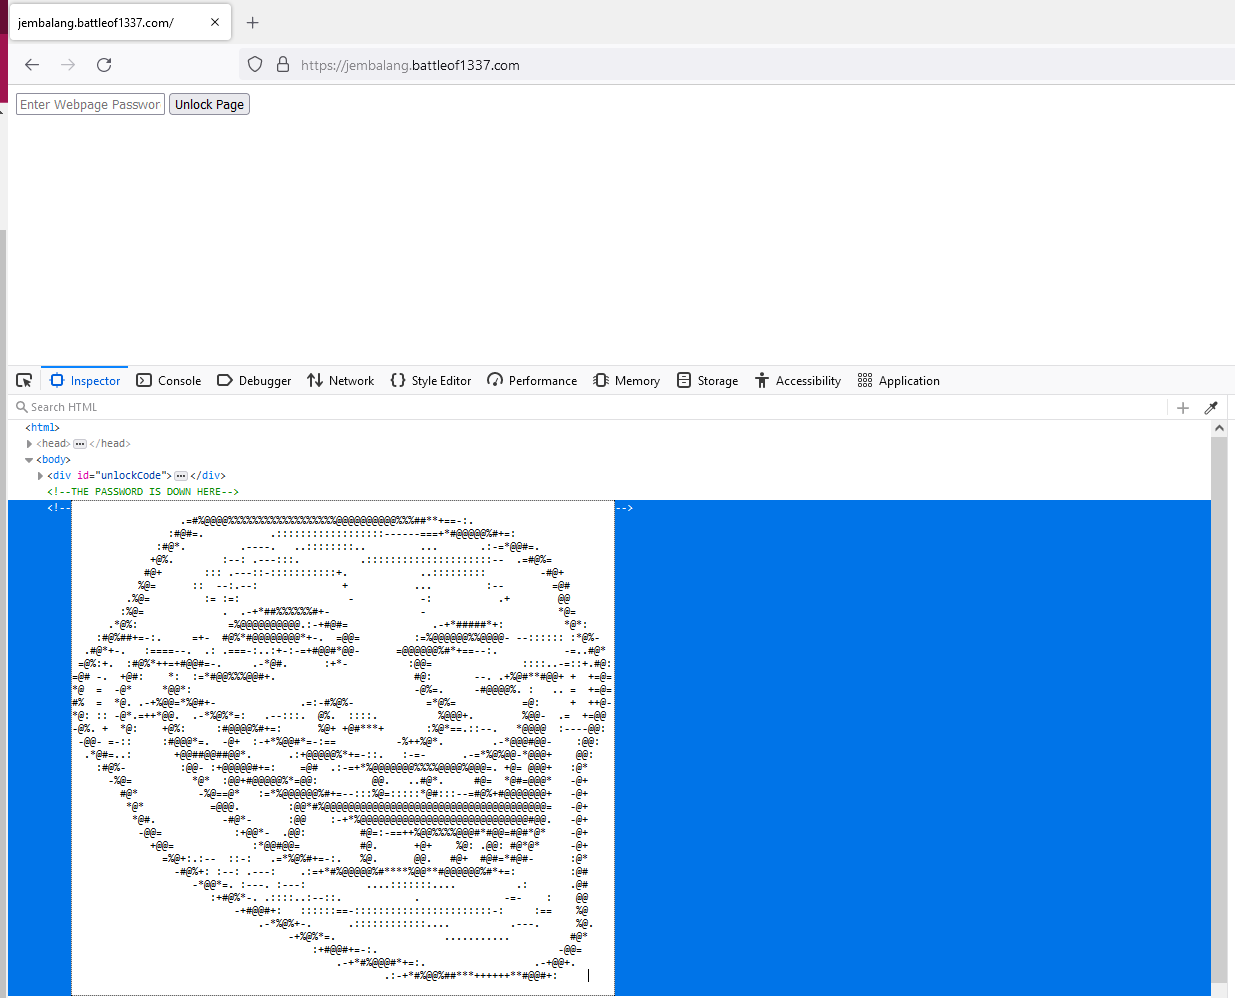 jembalang.battleof1337.com/
https://jembalang.battleof1337.com
Enter Webpage Passwor
Unlock Page
Inspector
Console
Debugger
Network
Style Editor
Performance
Memory
Storage
Accessibility
Application
Search HTML
<html>
<head> ••• </head>
<body>
<div id="unlockCode"> ••• </div>
<!--THE PASSWORD IS DOWN HERE-->
<!--
-->